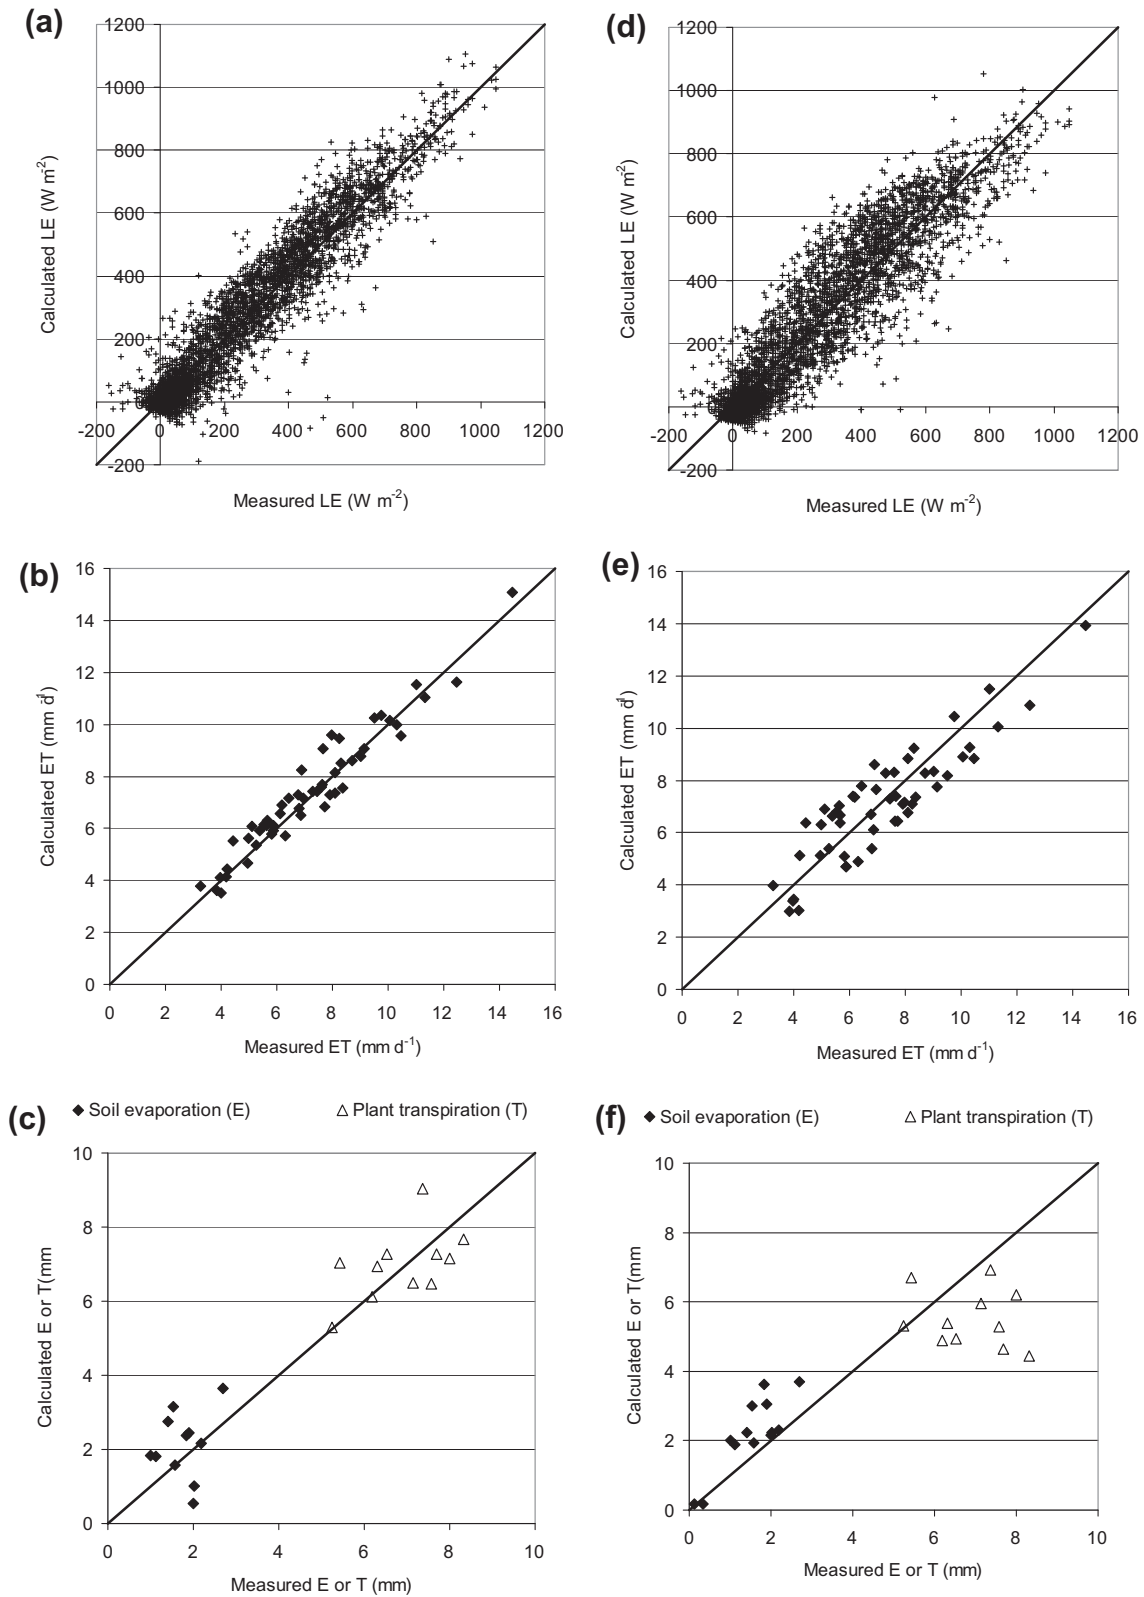 (a)
1200
1000
800
600
400
200
0
-200
-200 0 200 400 600 800 1000 1200
Calculated LE (W m-2)
Measured LE (W m-2)
(d)
1200
1000
800
600
400
200
0
-200
-200 0 200 400 600 800 1000 1200
Calculated LE (W m-2)
Measured LE (W m-2)
(b)
16
14
12
10
8
6
4
2
0
0 2 4 6 8 10 12 14 16
Calculated ET (mm d-1)
Measured ET (mm d-1)
(e)
16
14
12
10
8
6
4
2
0
0 2 4 6 8 10 12 14 16
Calculated ET (mm d-1)
Measured ET (mm d-1)
(c)
Soil evaporation (E) Plant transpiration (T)
10
8
6
4
2
0
0 2 4 6 8 10
Calculated E or T(mm
Measured E or T (mm)
(f)
Soil evaporation (E) Plant transpiration (T)
10
8
6
4
2
0
0 2 4 6 8 10
Calculated E or T(mm
Measured E or T (mm)